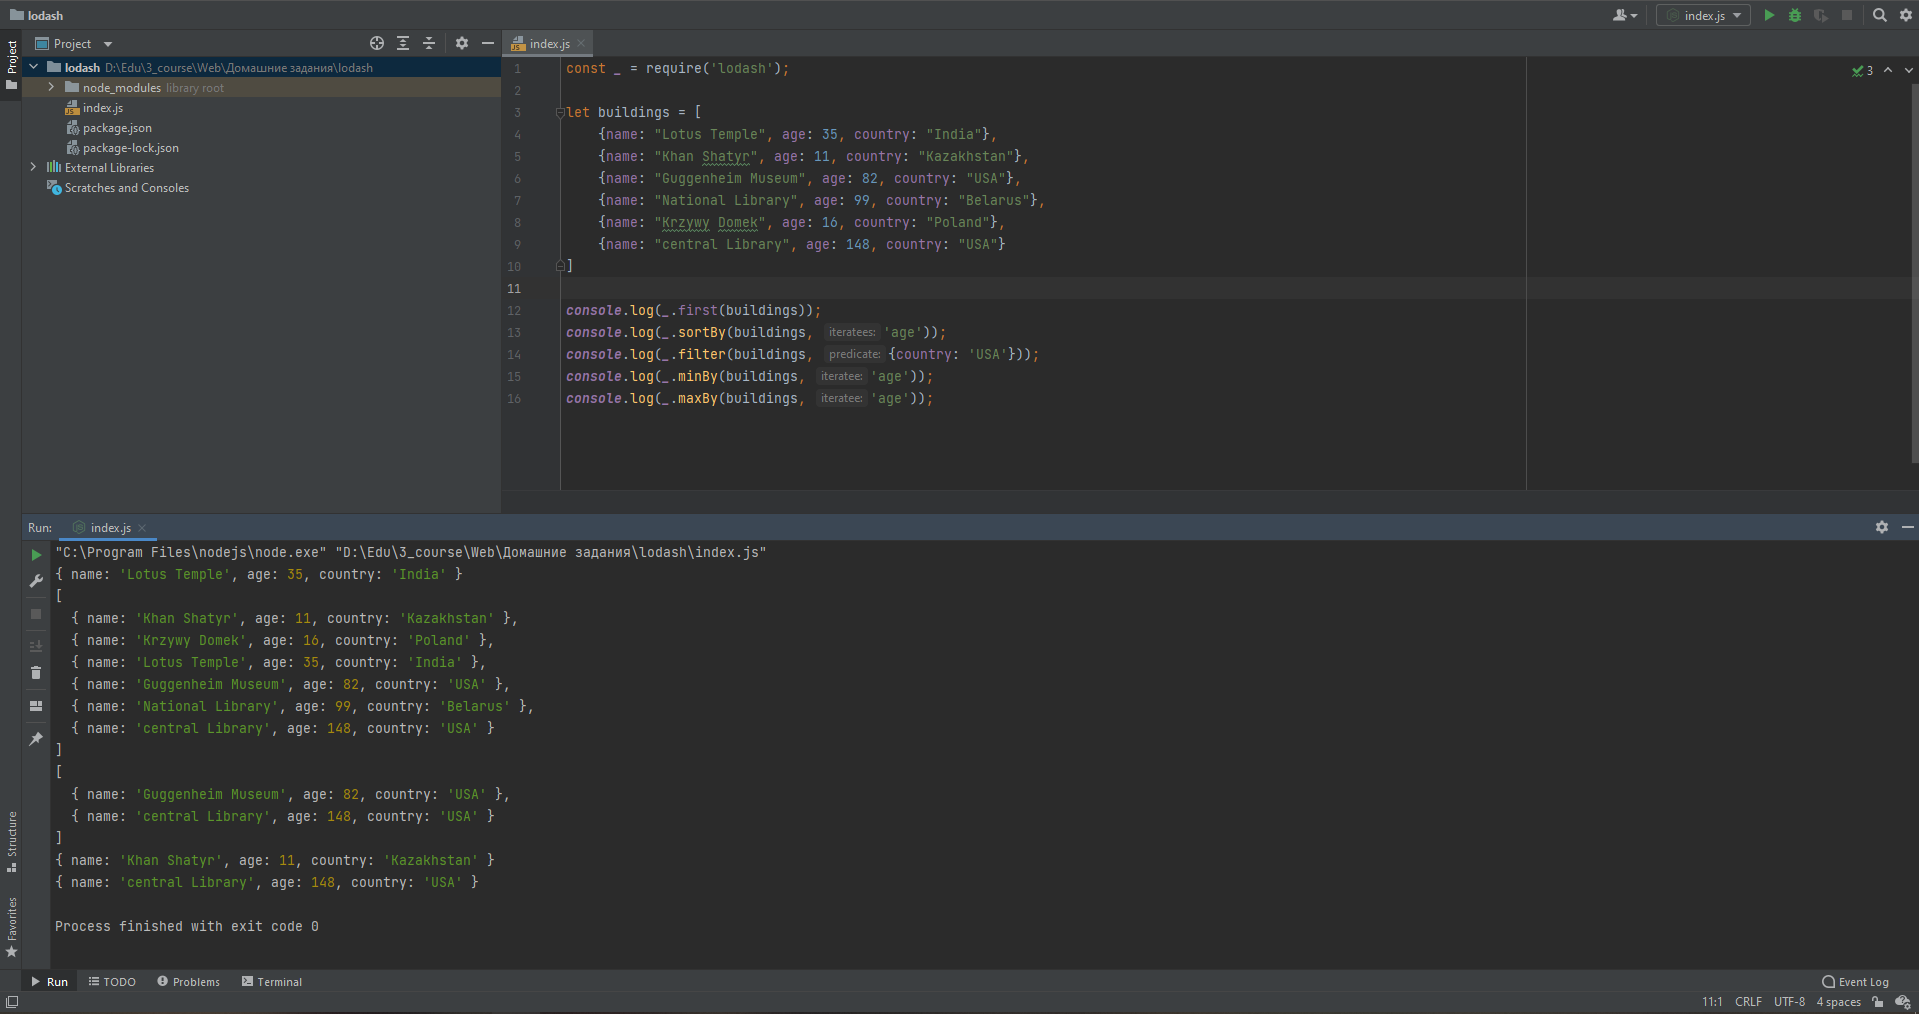 lodash
index.js
Project
Project
lodash D:\Edu\3_course\Web\Домашние задания\lodash
node_modules library root
index.js
package.json
package-lock.json
External Libraries
Scratches and Consoles
index.js
3
1 const _ = require('lodash');
2
3 let buildings = [
4     {name: "Lotus Temple", age: 35, country: "India"},
5     {name: "Khan Shatyr", age: 11, country: "Kazakhstan"},
6     {name: "Guggenheim Museum", age: 82, country: "USA"},
7     {name: "National Library", age: 99, country: "Belarus"},
8     {name: "Krzywy Domek", age: 16, country: "Poland"},
9     {name: "central Library", age: 148, country: "USA"}
10 ]
11
12 console.log(_.first(buildings));
13 console.log(_.sortBy(buildings, iteratees: 'age'));
14 console.log(_.filter(buildings, predicate: {country: 'USA'}));
15 console.log(_.minBy(buildings, iteratee: 'age'));
16 console.log(_.maxBy(buildings, iteratee: 'age'));
Run: index.js
"C:\Program Files\nodejs\node.exe" "D:\Edu\3_course\Web\Домашние задания\lodash\index.js"
{ name: 'Lotus Temple', age: 35, country: 'India' }
[
  { name: 'Khan Shatyr', age: 11, country: 'Kazakhstan' },
  { name: 'Krzywy Domek', age: 16, country: 'Poland' },
  { name: 'Lotus Temple', age: 35, country: 'India' },
  { name: 'Guggenheim Museum', age: 82, country: 'USA' },
  { name: 'National Library', age: 99, country: 'Belarus' },
  { name: 'central Library', age: 148, country: 'USA' }
]
[
  { name: 'Guggenheim Museum', age: 82, country: 'USA' },
  { name: 'central Library', age: 148, country: 'USA' }
]
{ name: 'Khan Shatyr', age: 11, country: 'Kazakhstan' }
{ name: 'central Library', age: 148, country: 'USA' }

Process finished with exit code 0
Structure
Favorites
Run TODO Problems Terminal
Event Log
11:1 CRLF UTF-8 4 spaces